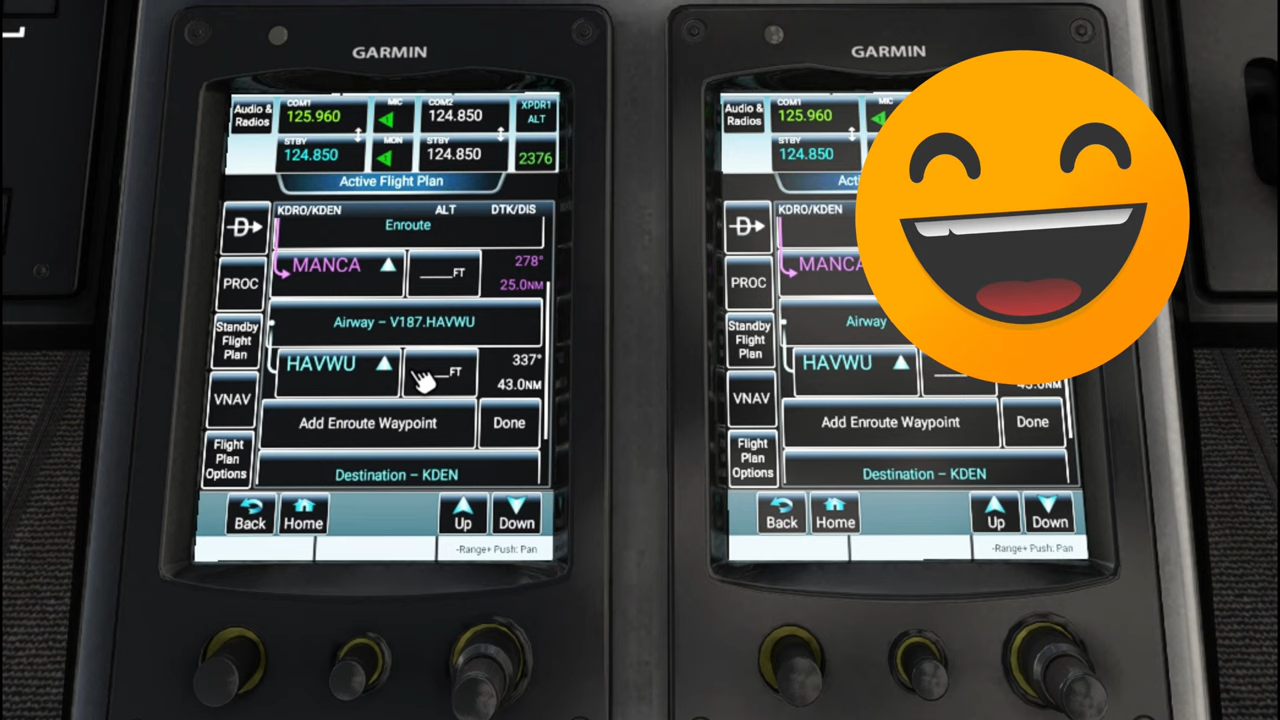 GARMIN
Audio & Radios
COM1
125.960
MIC
COM2
124.850
XPDR1
ALT
STBY
124.850
MON
STBY
124.850
2376
Active Flight Plan
KDRO/KDEN ALT DTK/DIS
Enroute
MANCA
FT
278°
25.0NM
PROC
Airway – V187.HAVWU
Standby Flight Plan
HAVWU
FT
337°
43.0NM
VNAV
Add Enroute Waypoint
Done
Flight Plan Options
Destination – KDEN
Back
Home
Up
Down
-Range+ Push: Pan
GARMIN
Audio & Radios
COM1
125.960
MIC
STBY
124.850
KDRO/KDEN
MANCA
PROC
Airway
Standby Flight Plan
HAVWU
43.0NM
VNAV
Add Enroute Waypoint
Done
Flight Plan Options
Destination – KDEN
Back
Home
Up
Down
-Range+ Push: Pan